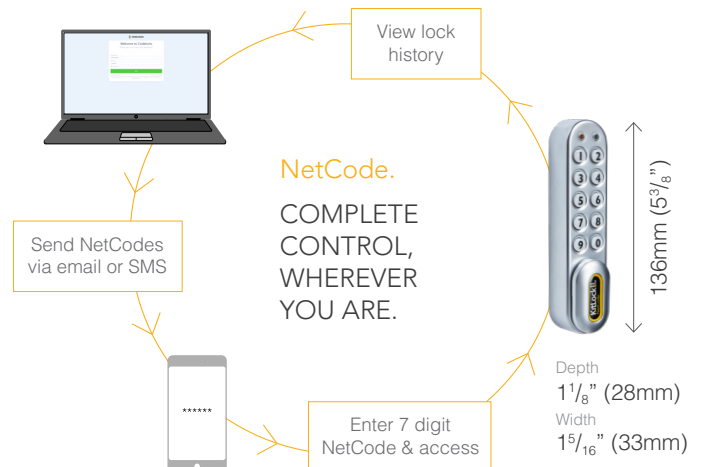 View lock
history
NetCode.
COMPLETE
CONTROL,
WHEREVER
YOU ARE.
Send NetCodes
via email or SMS
******
Enter 7 digit
NetCode & access
1 2
3 4
5 6
7 8
9 0
KitLock
136mm (5³/₈”)
Depth
1¹/₈” (28mm)
Width
1⁵/₁₆” (33mm)